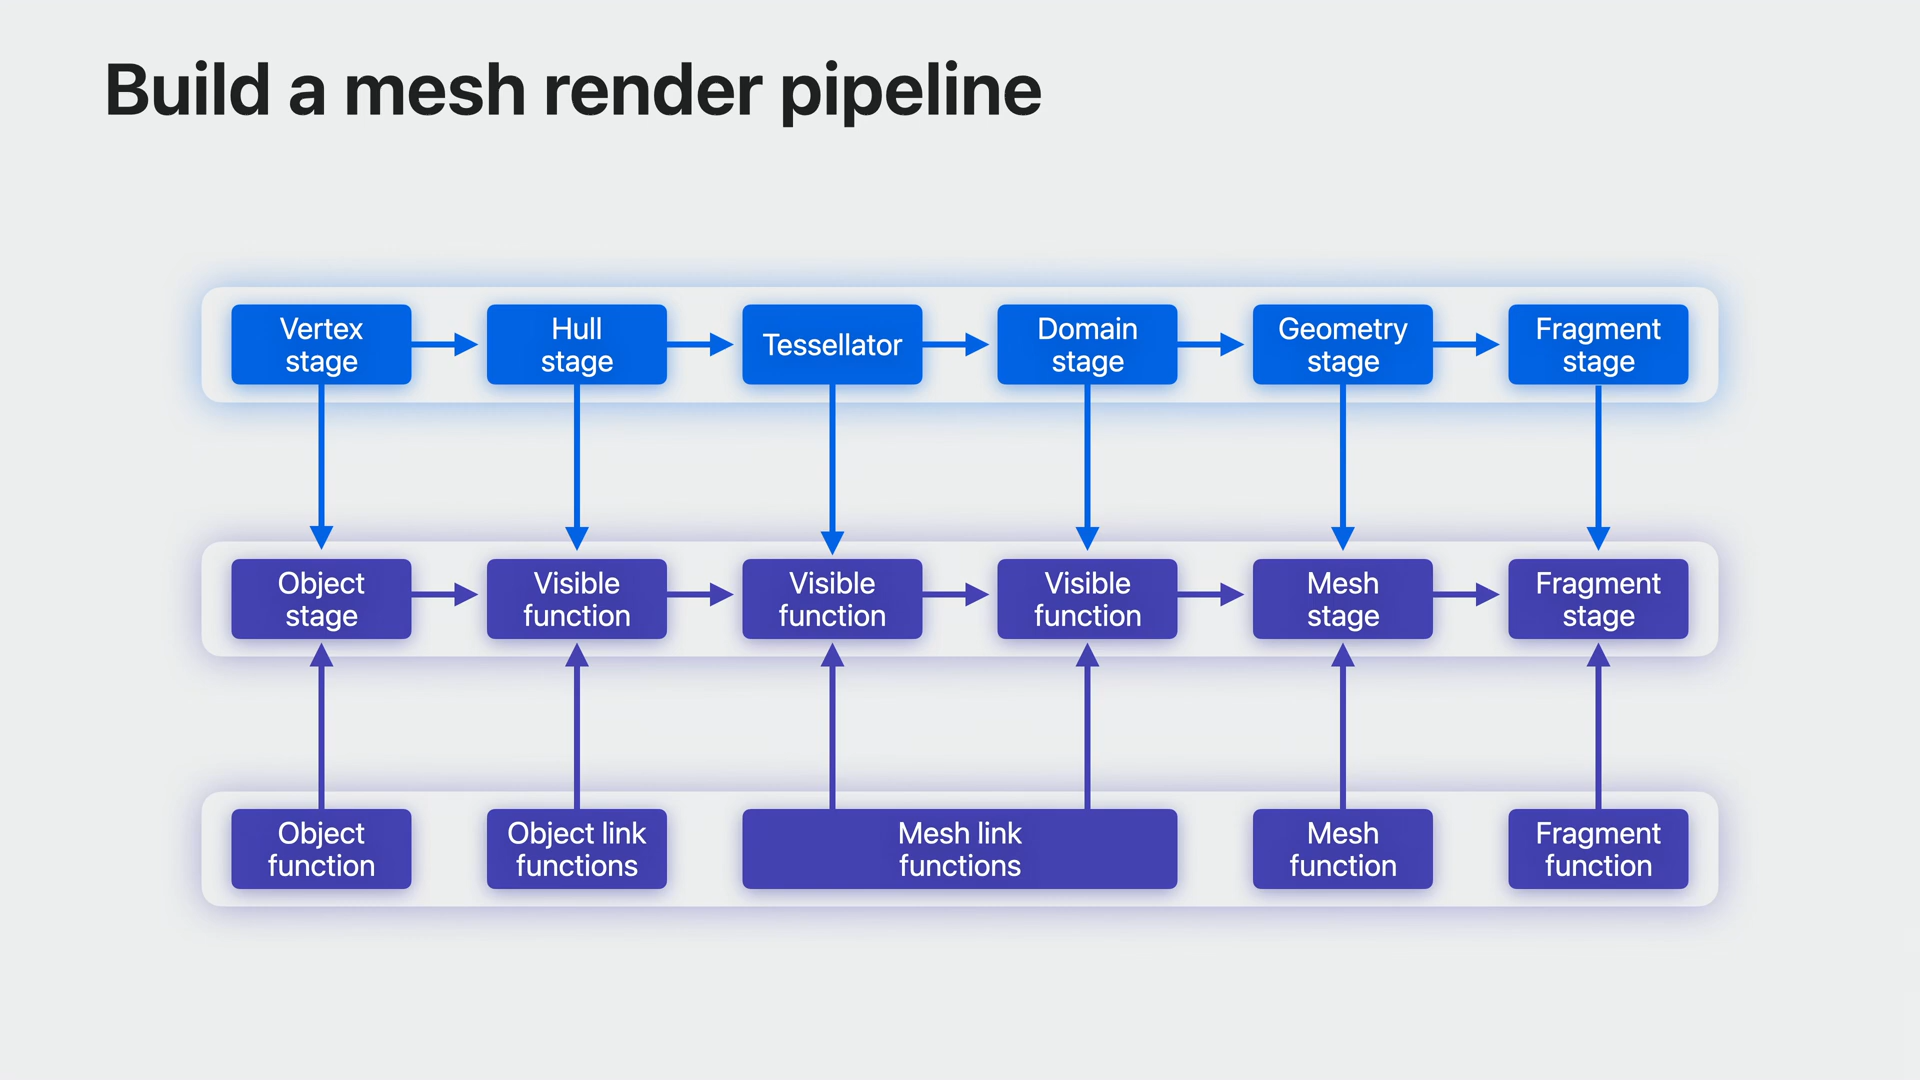 Build a mesh render pipeline
Vertex
stage
Hull
stage
Tessellator
Domain
stage
Geometry
stage
Fragment
stage
Object
stage
Visible
function
Visible
function
Visible
function
Mesh
stage
Fragment
stage
Object
function
Object link
functions
Mesh link
functions
Mesh
function
Fragment
function